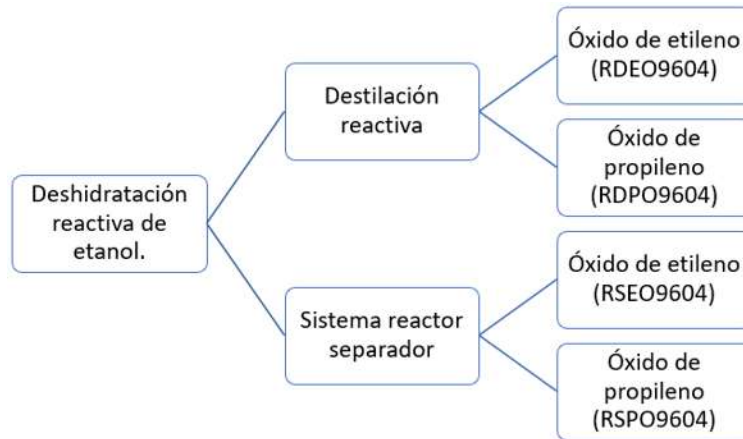 Deshidratación
reactiva de
etanol.
Destilación
reactiva
Óxido de etileno
(RDEO9604)
Óxido de
propileno
(RDPO9604)
Sistema reactor
separador
Óxido de etileno
(RSEO9604)
Óxido de
propileno
(RSPO9604)